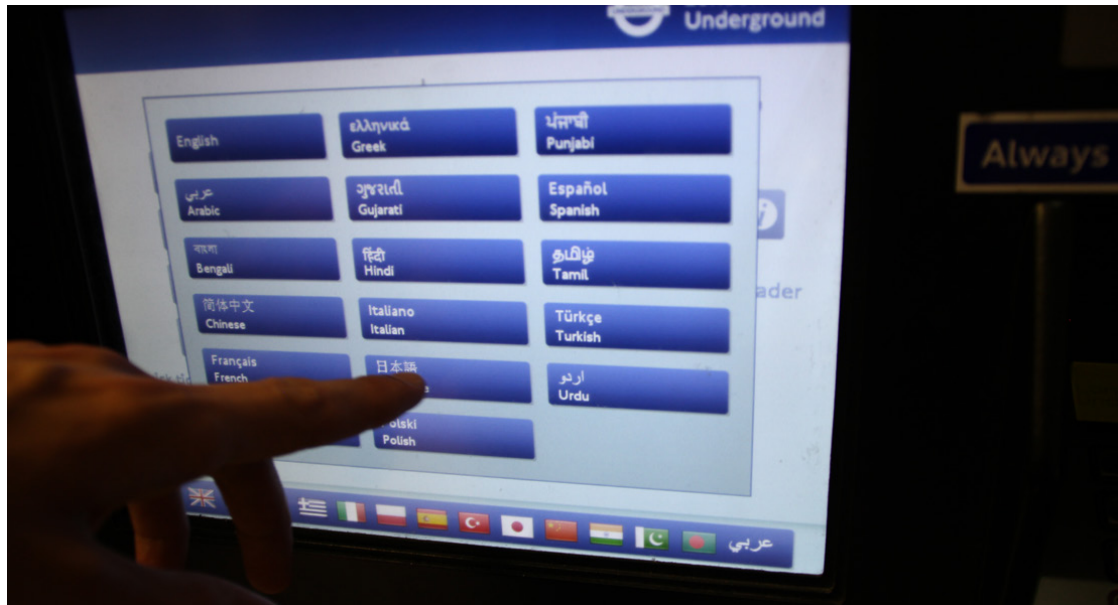 Underground
English
ελληνικά
Greek
ਪੰਜਾਬੀ
Punjabi
عربي
Arabic
ગુજરાતી
Gujarati
Español
Spanish
বাংলা
Bengali
हिंदी
Hindi
தமிழ்
Tamil
简体中文
Chinese
Italiano
Italian
Türkçe
Turkish
Français
French
日本語
اردو
Urdu
Polish
عربي
Always